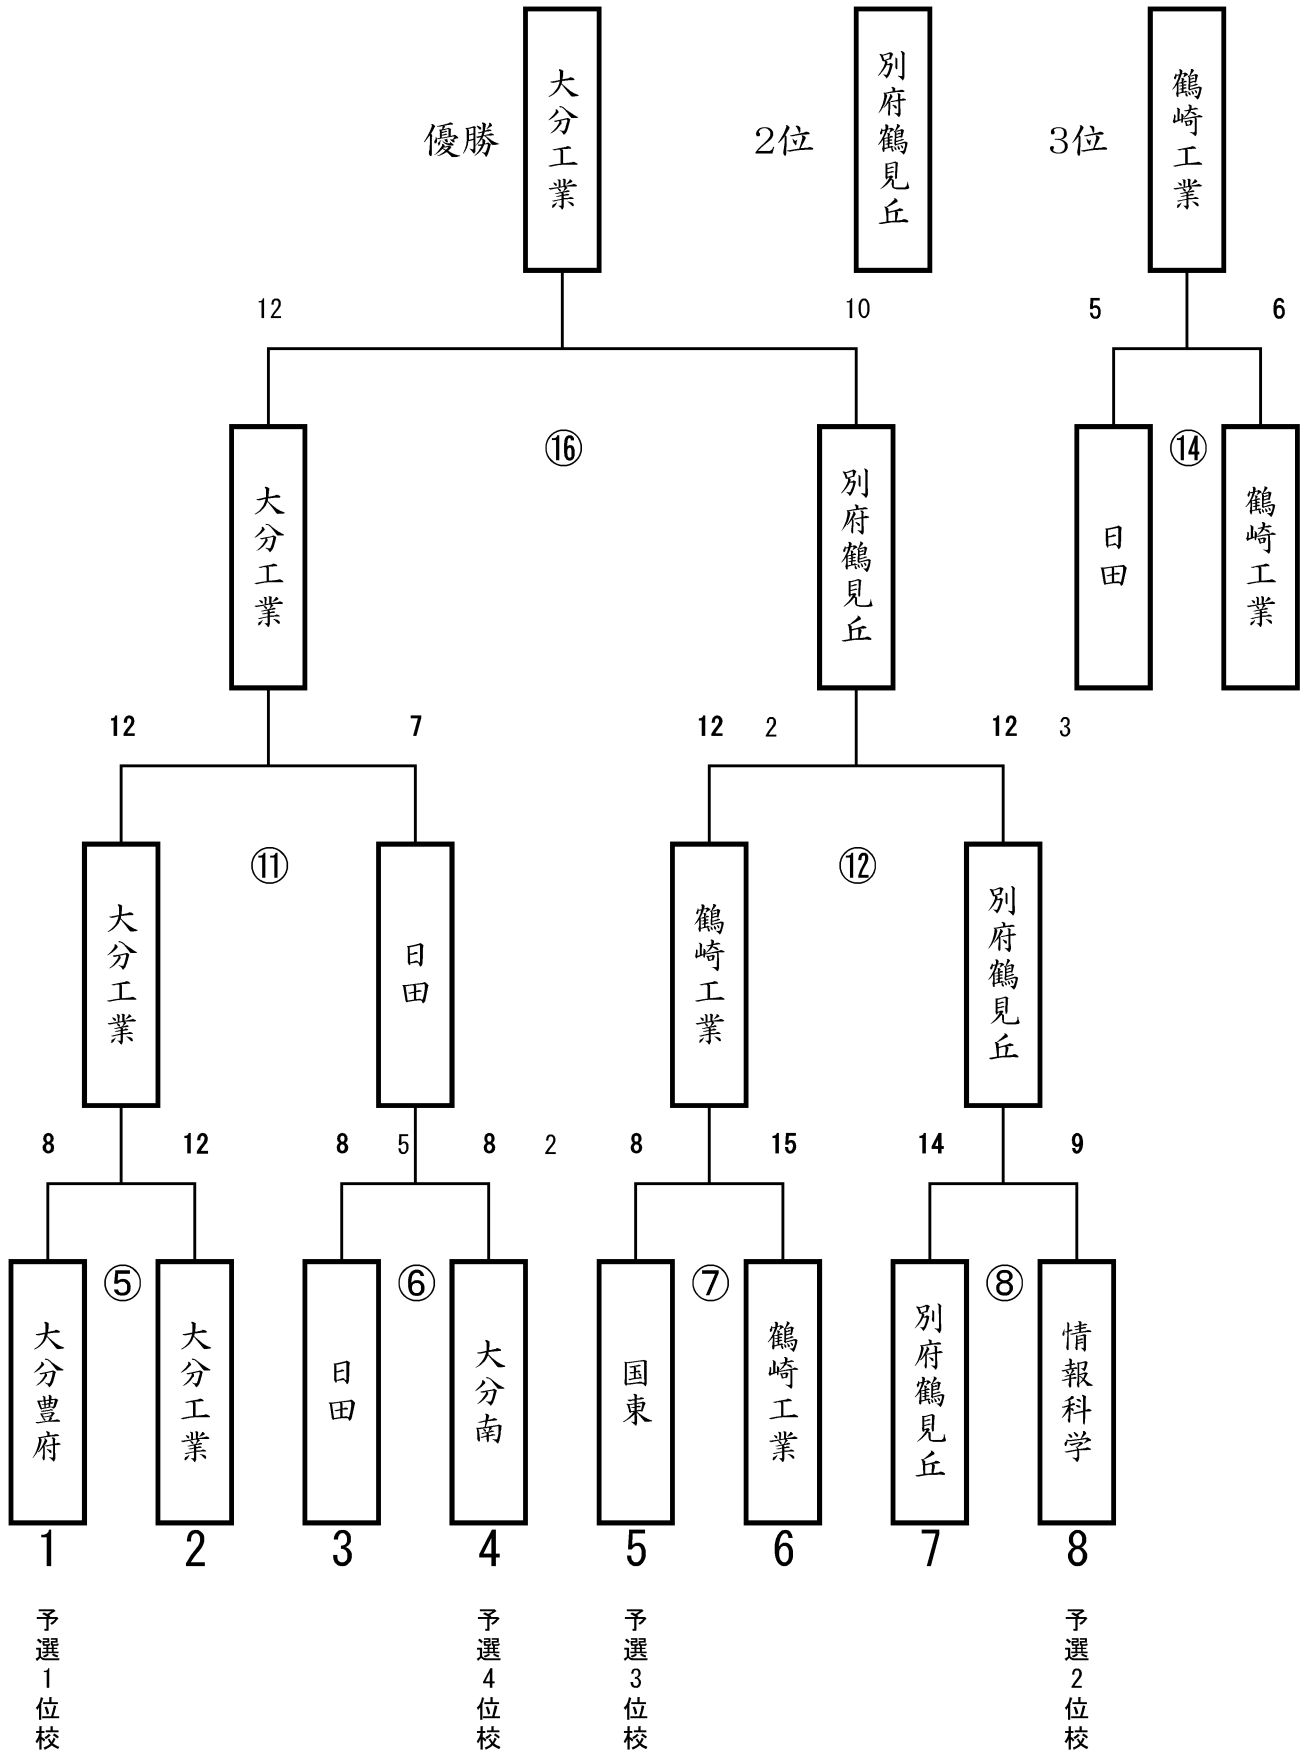 優勝
大分工業
2位
別府鶴見丘
3位
鶴崎工業
12
10
5
6
大分工業
⑯
別府鶴見丘
日田
⑭
鶴崎工業
12
7
12
2
12
3
大分工業
⑪
日田
鶴崎工業
⑫
別府鶴見丘
8
12
8
5
8
2
8
15
14
9
大分豊府
⑤
大分工業
日田
⑥
大分南
国東
⑦
鶴崎工業
別府鶴見丘
⑧
情報科学
1
2
3
4
5
6
7
8
予選1位校
予選4位校
予選3位校
予選2位校